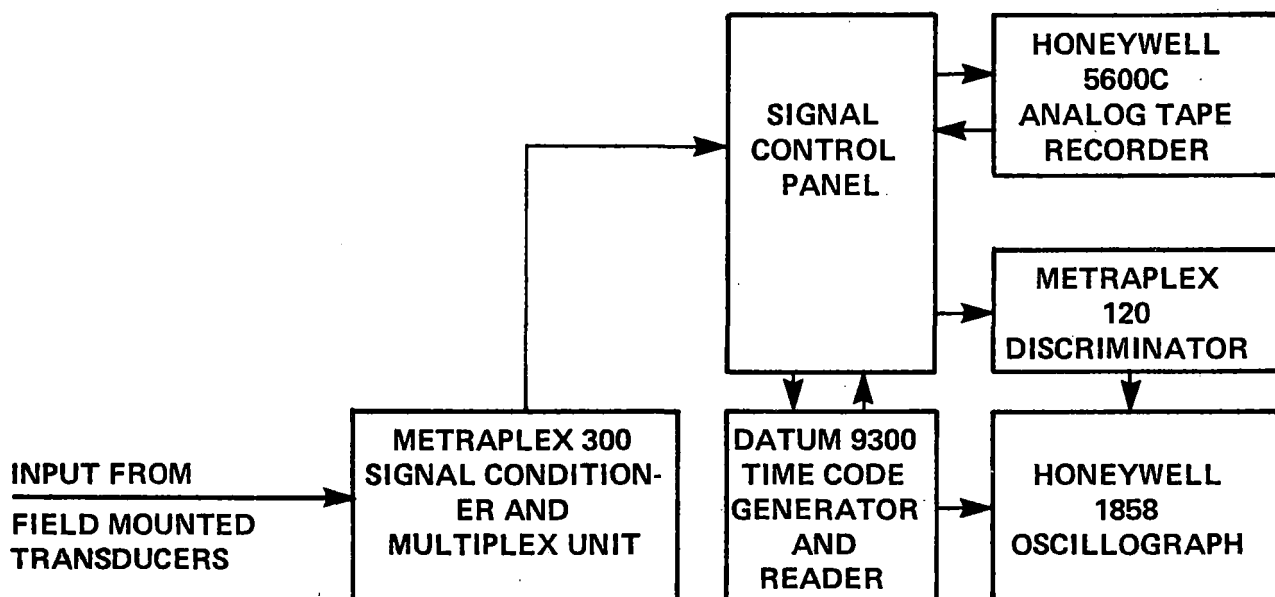 SIGNAL
CONTROL
PANEL
HONEYWELL
5600C
ANALOG TAPE
RECORDER
METRAPLEX
120
DISCRIMINATOR
INPUT FROM
FIELD MOUNTED
TRANSDUCERS
METRAPLEX 300
SIGNAL CONDITION-
ER AND
MULTIPLEX UNIT
DATUM 9300
TIME CODE
GENERATOR
AND
READER
HONEYWELL
1858
OSCILLOGRAPH